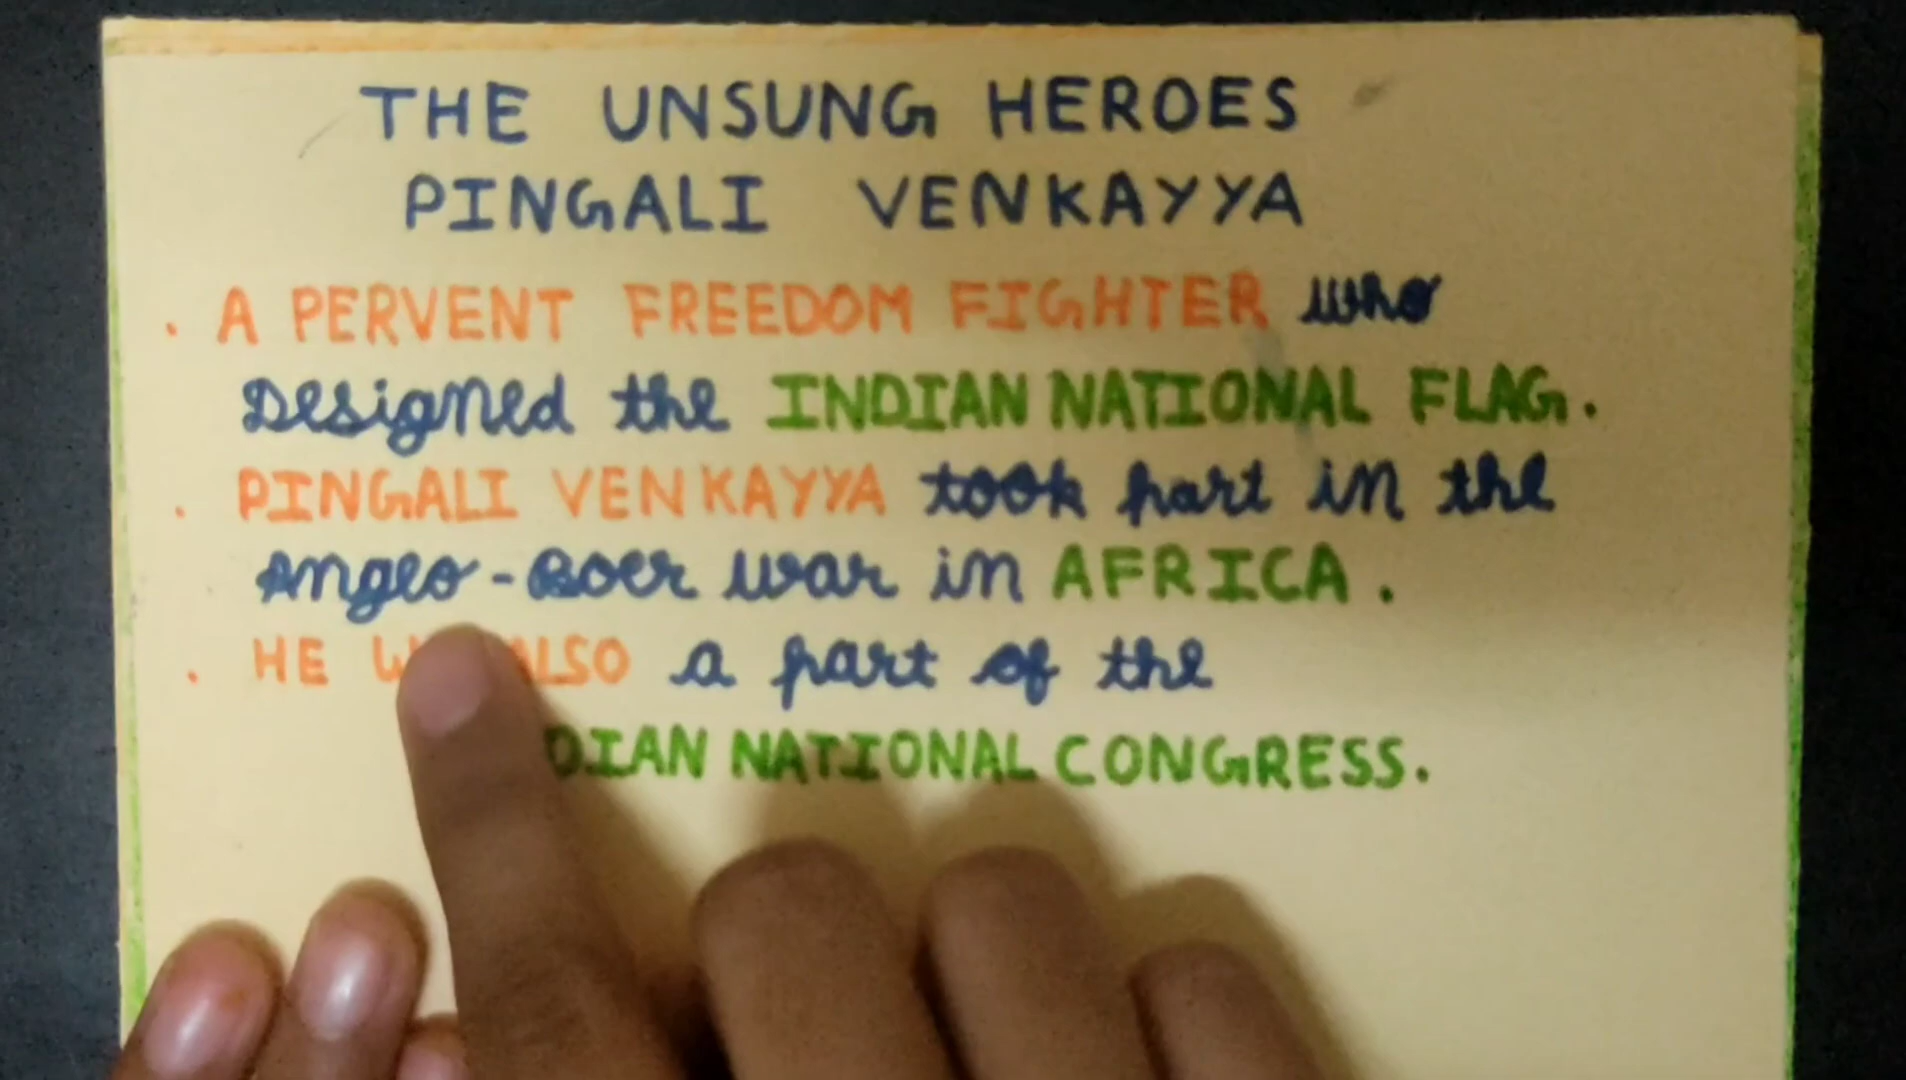 THE UNSUNG HEROES
PINGALI VENKAYYA
. A PERVENT FREEDOM FIGHTER who
Designed the INDIAN NATIONAL FLAG.
. PINGALI VENKAYYA took part in the
Anglo-Boer war in AFRICA.
. HE ALSO a part of the
NATIONAL CONGRESS.